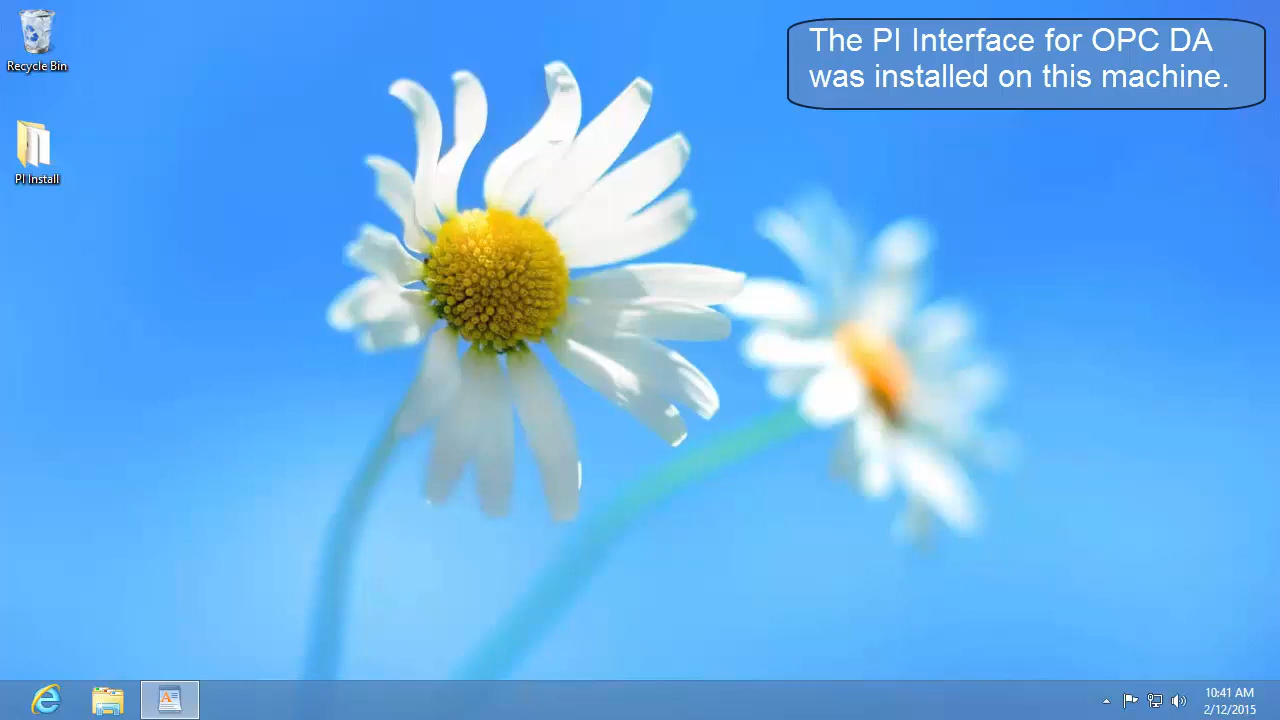 The PI Interface for OPC DA
was installed on this machine.
Recycle Bin
PI Install
A
10:41 AM
2/12/2015